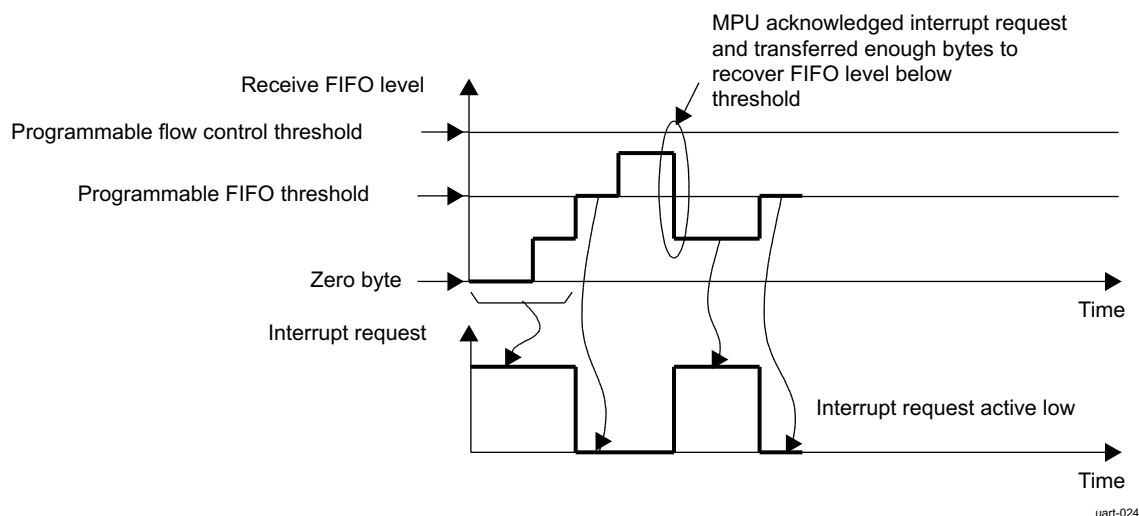 MPU acknowledged interrupt request
and transferred enough bytes to
recover FIFO level below
threshold
Receive FIFO level
Programmable flow control threshold
Programmable FIFO threshold
Zero byte
Time
Interrupt request
Interrupt request active low
Time
uart-024